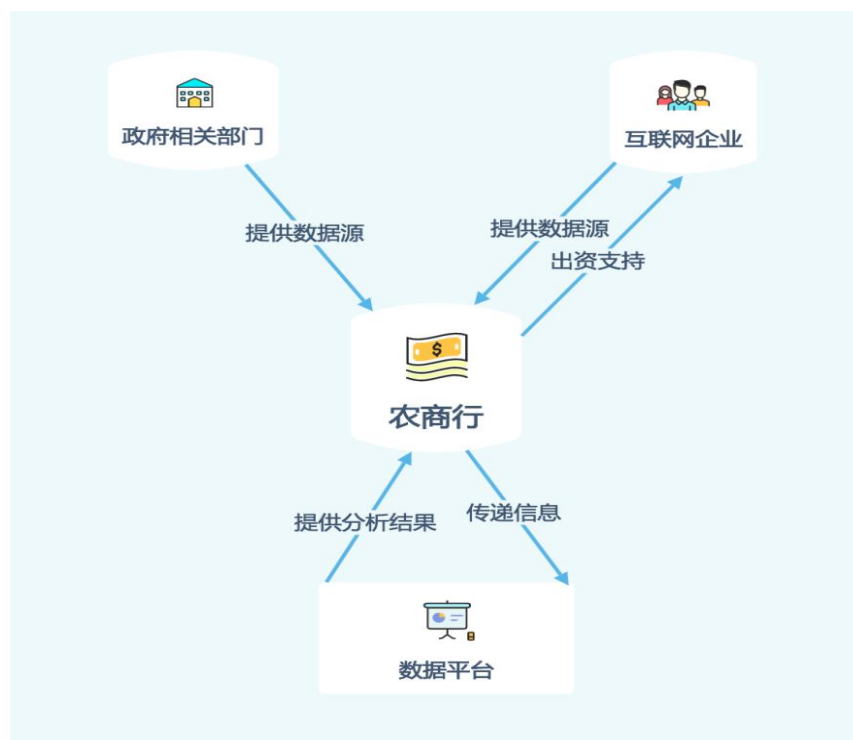 政府相关部门
互联网企业
提供数据源
提供数据源
出资支持
$
农商行
提供分析结果
传递信息
数据平台